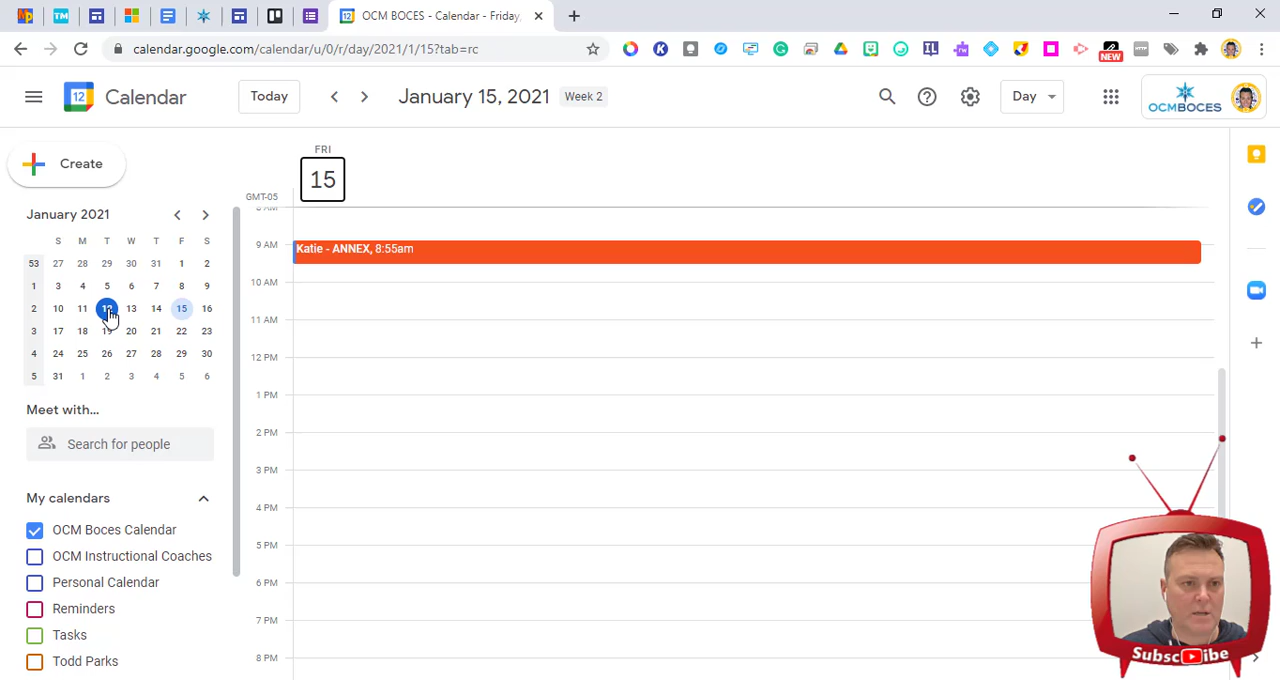 OCM BOCES - Calendar - Friday,
calendar.google.com/calendar/u/0/r/day/2021/1/15?tab=rc
NEW
12
Calendar
Today
January 15, 2021
Week 2
Day
OCMBOCES
Create
FRI
15
GMT-05
January 2021
S M T W T F S
53 27 28 29 30 31 1 2
1 3 4 5 6 7 8 9
2 10 11 12 13 14 15 16
3 17 18 19 20 21 22 23
4 24 25 26 27 28 29 30
5 31 1 2 3 4 5 6
8 AM
9 AM
Katie - ANNEX, 8:55am
10 AM
11 AM
12 PM
1 PM
2 PM
3 PM
4 PM
5 PM
6 PM
7 PM
8 PM
Meet with...
Search for people
My calendars
OCM Boces Calendar
OCM Instructional Coaches
Personal Calendar
Reminders
Tasks
Todd Parks
Subscribe